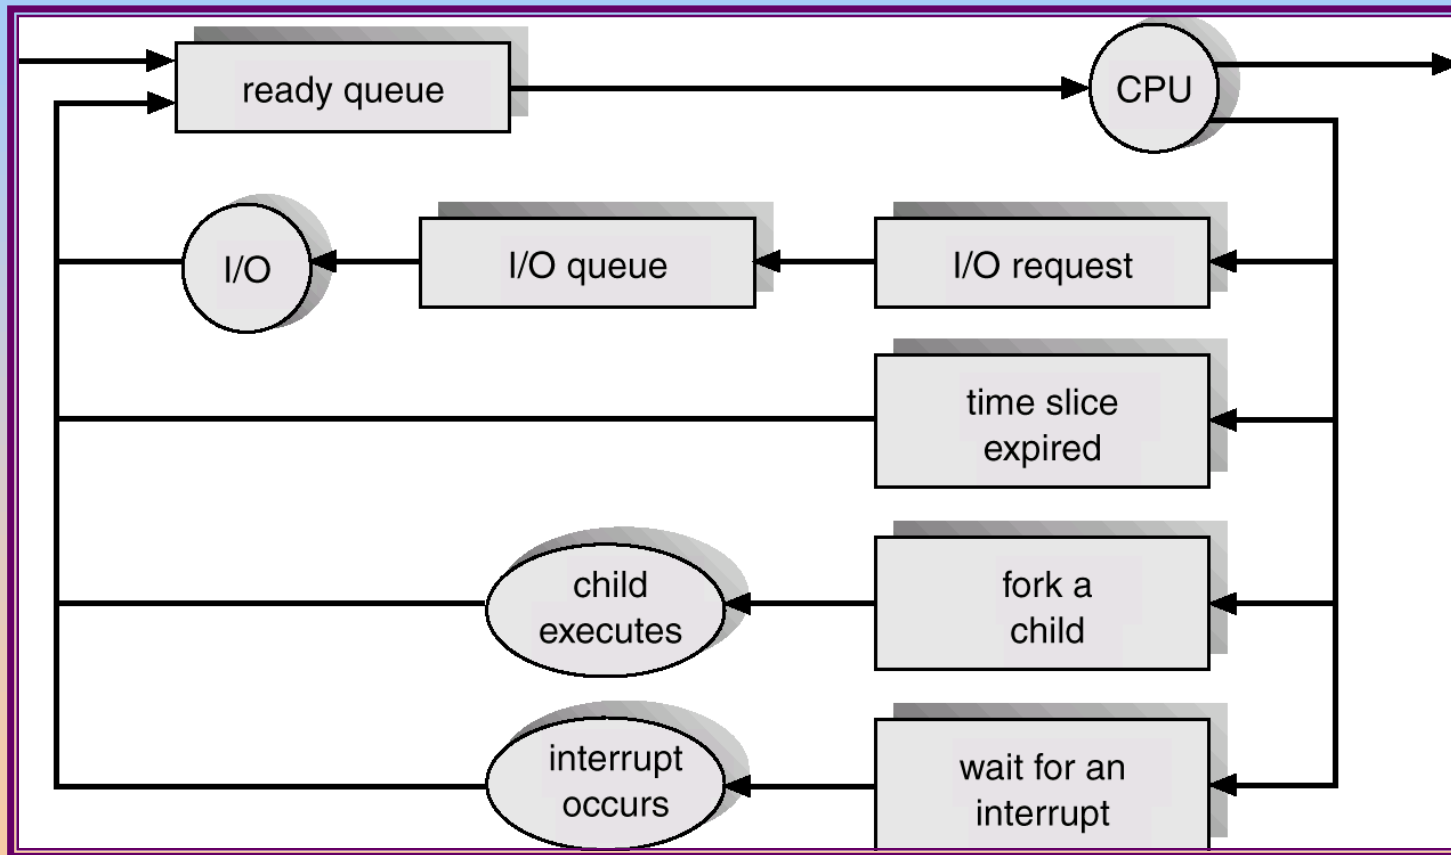 ready queue
CPU
I/O
I/O queue
I/O request
time slice
expired
child
executes
fork a
child
interrupt
occurs
wait for an
interrupt